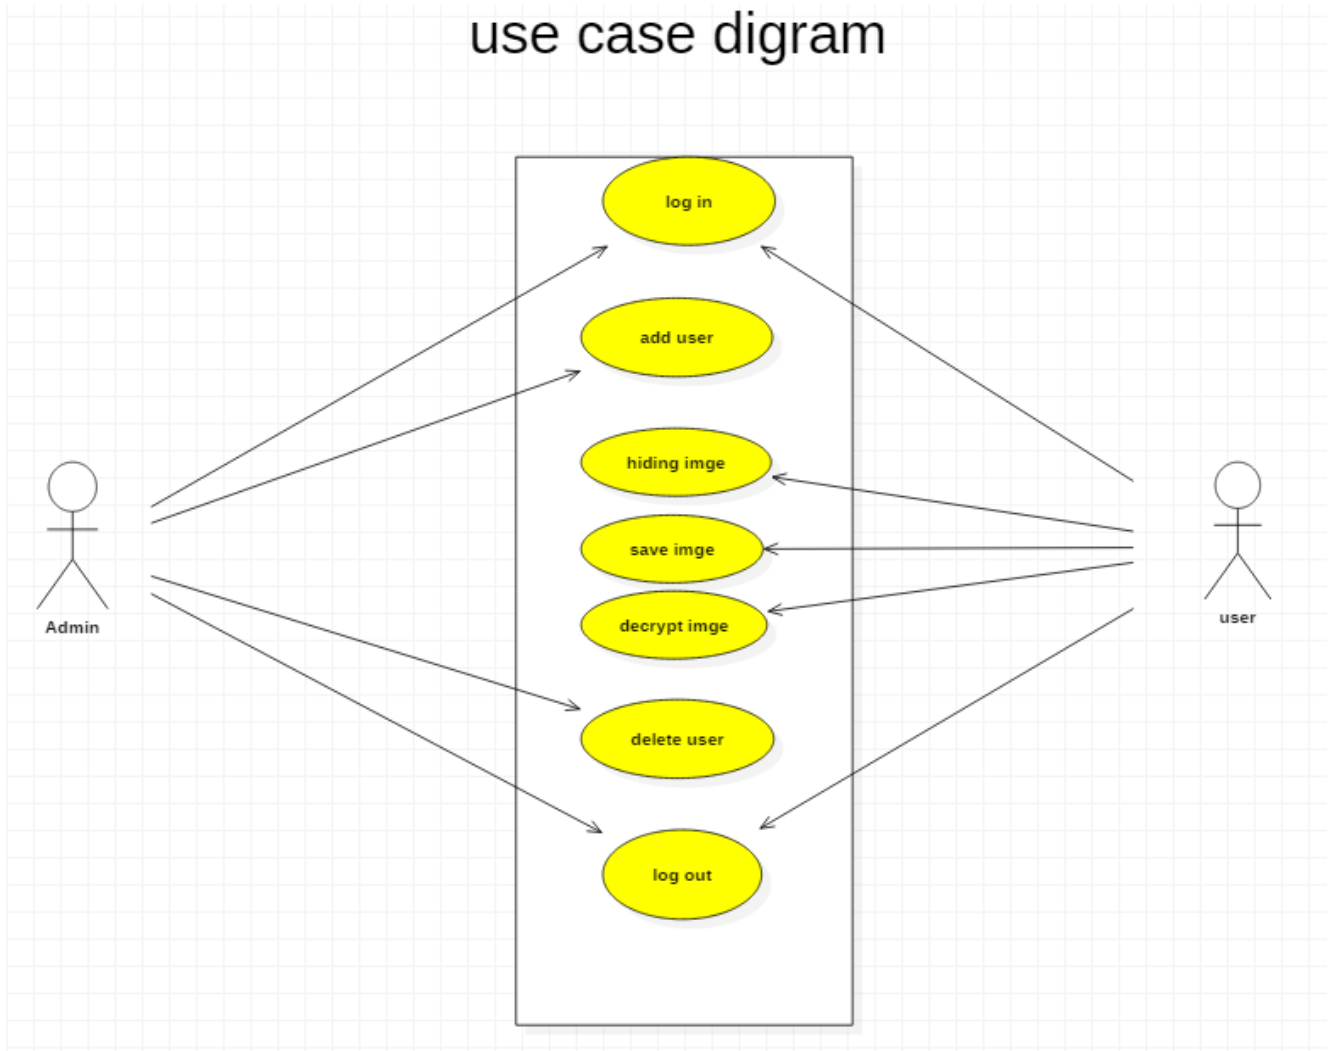 use case digram
log in
add user
hiding imge
save imge
decrypt imge
delete user
log out
Admin
user